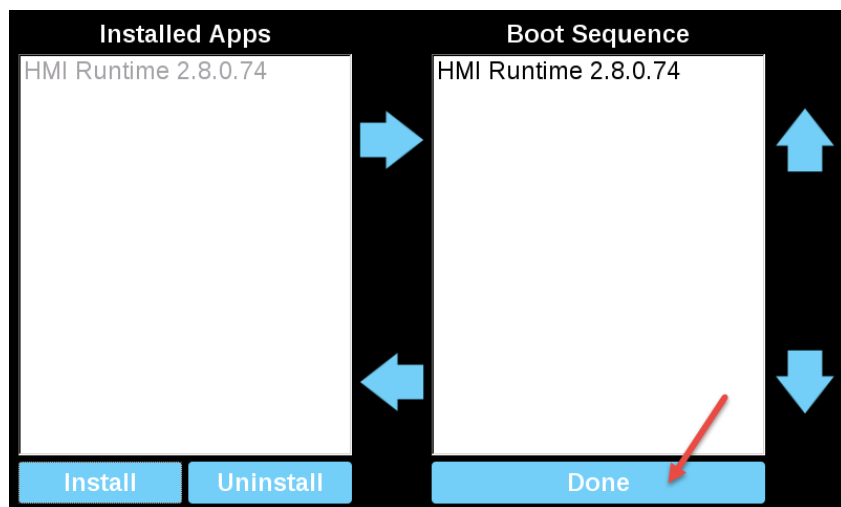 Installed Apps
Boot Sequence
HMI Runtime 2.8.0.74
HMI Runtime 2.8.0.74
Install
Uninstall
Done